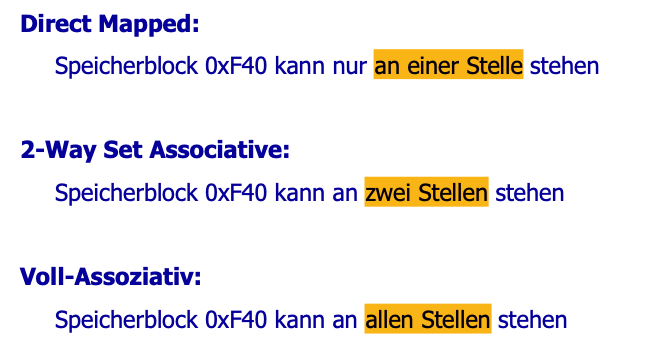 Direct Mapped:
Speicherblock 0xF40 kann nur an einer Stelle stehen
2-Way Set Associative:
Speicherblock 0xF40 kann an zwei Stellen stehen
Voll-Assoziativ:
Speicherblock 0xF40 kann an allen Stellen stehen